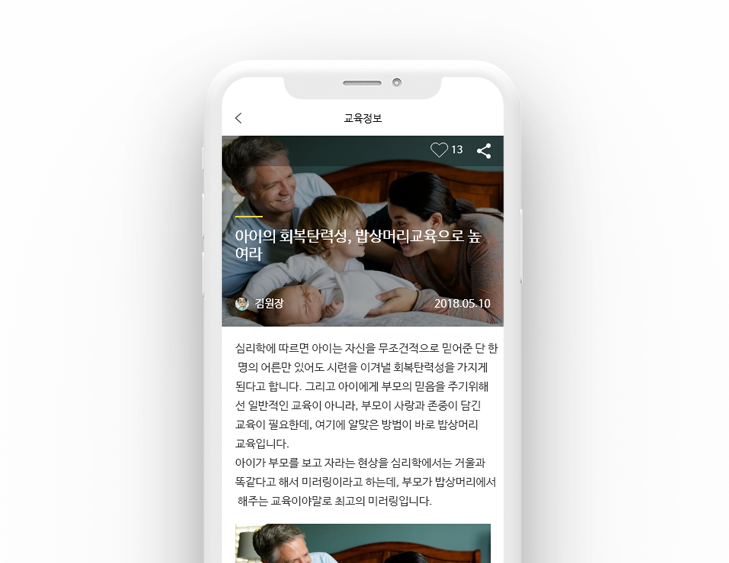 교육정보
13
아이의 회복탄력성, 밥상머리교육으로 높
여라
김원장
2018.05.10
심리학에 따르면 아이는 자신을 무조건적으로 믿어준 단 한
명의 어른만 있어도 시련을 이겨낼 회복탄력성을 가지게
된다고 합니다. 그리고 아이에게 부모의 믿음을 주기위해
선 일반적인 교육이 아니라, 부모이 사랑과 존중이 담긴
교육이 필요한데, 여기에 알맞은 방법이 바로 밥상머리
교육입니다.
아이가 부모를 보고 자라는 현상을 심리학에서는 거울과
똑같다고 해서 미러링이라고 하는데, 부모가 밥상머리에서
해주는 교육이야말로 최고의 미러링입니다.